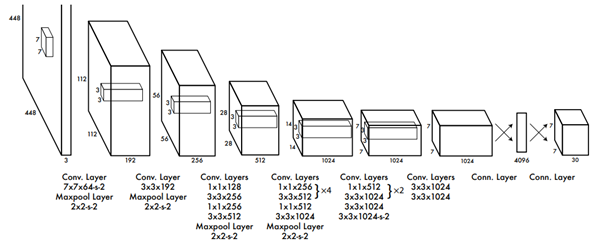 448
448
7
7
3
112
112
3
3
192
56
56
3
3
256
28
28
3
3
512
14
14
3
3
1024
7
7
3
3
1024
7
7
1024
4096
7
7
30
Conv. Layer
7x7x64-s-2
Maxpool Layer
2x2-s-2
Conv. Layer
3x3x192
Maxpool Layer
2x2-s-2
Conv. Layers
1x1x128
3x3x256
1x1x256
3x3x512
Maxpool Layer
2x2-s-2
Conv. Layers
1x1x256
3x3x512 }×4
1x1x512
3x3x1024
Maxpool Layer
2x2-s-2
Conv. Layers
1x1x512
3x3x1024 }×2
3x3x1024
3x3x1024-s-2
Conv. Layers
3x3x1024
3x3x1024
Conn. Layer
Conn. Layer